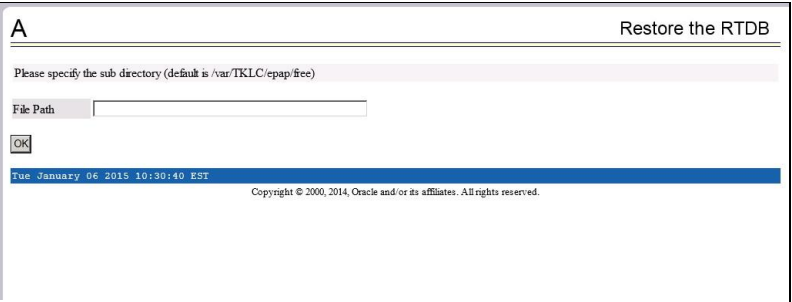 A
Restore the RTDB
Please specify the sub directory (default is /var/TKLC/epap/free)
File Path
OK
Tue January 06 2015 10:30:40 EST
Copyright © 2000, 2014, Oracle and/or its affiliates. All rights reserved.